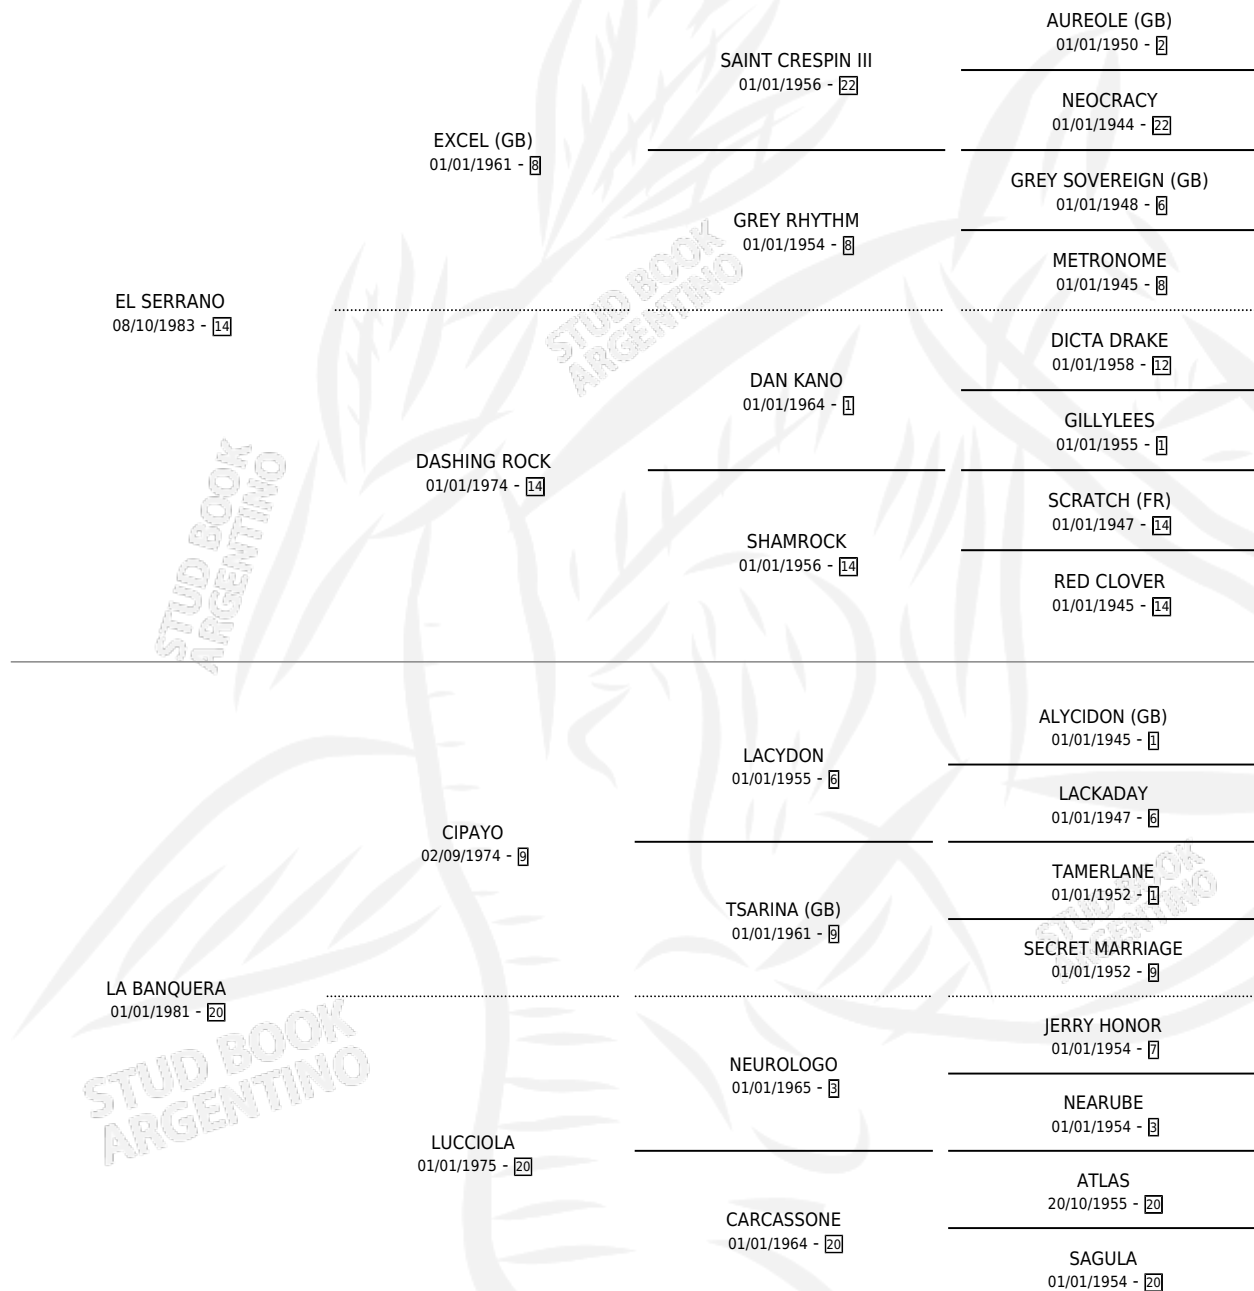 AUREOLE (GB)
01/01/1950 - 2
SAINT CRESPIN III
01/01/1956 - 22
NEOCRACY
01/01/1944 - 22
EXCEL (GB)
01/01/1961 - 8
GREY SOVEREIGN (GB)
01/01/1948 - 6
GREY RHYTHM
01/01/1954 - 8
METRONOME
01/01/1945 - 8
EL SERRANO
08/10/1983 - 14
DICTA DRAKE
01/01/1958 - 12
DAN KANO
01/01/1964 - 1
GILLYLEES
01/01/1955 - 1
DASHING ROCK
01/01/1974 - 14
SCRATCH (FR)
01/01/1947 - 14
SHAMROCK
01/01/1956 - 14
RED CLOVER
01/01/1945 - 14
ALYCIDON (GB)
01/01/1945 - 1
LACYDON
01/01/1955 - 6
LACKADAY
01/01/1947 - 6
CIPAYO
02/09/1974 - 9
TAMERLANE
01/01/1952 - 1
TSARINA (GB)
01/01/1961 - 9
SECRET MARRIAGE
01/01/1952 - 9
LA BANQUERA
01/01/1981 - 20
JERRY HONOR
01/01/1954 - 7
NEUROLOGO
01/01/1965 - 3
NEARUBE
01/01/1954 - 3
LUCCIOLA
01/01/1975 - 20
ATLAS
20/10/1955 - 20
CARCASSONE
01/01/1964 - 20
SAGULA
01/01/1954 - 20
STUD BOOK
ARGENTINO
STUD BOOK
ARGENTINO
STUD BOOK
ARGENTINO
STUD BOOK
ARGENTINO